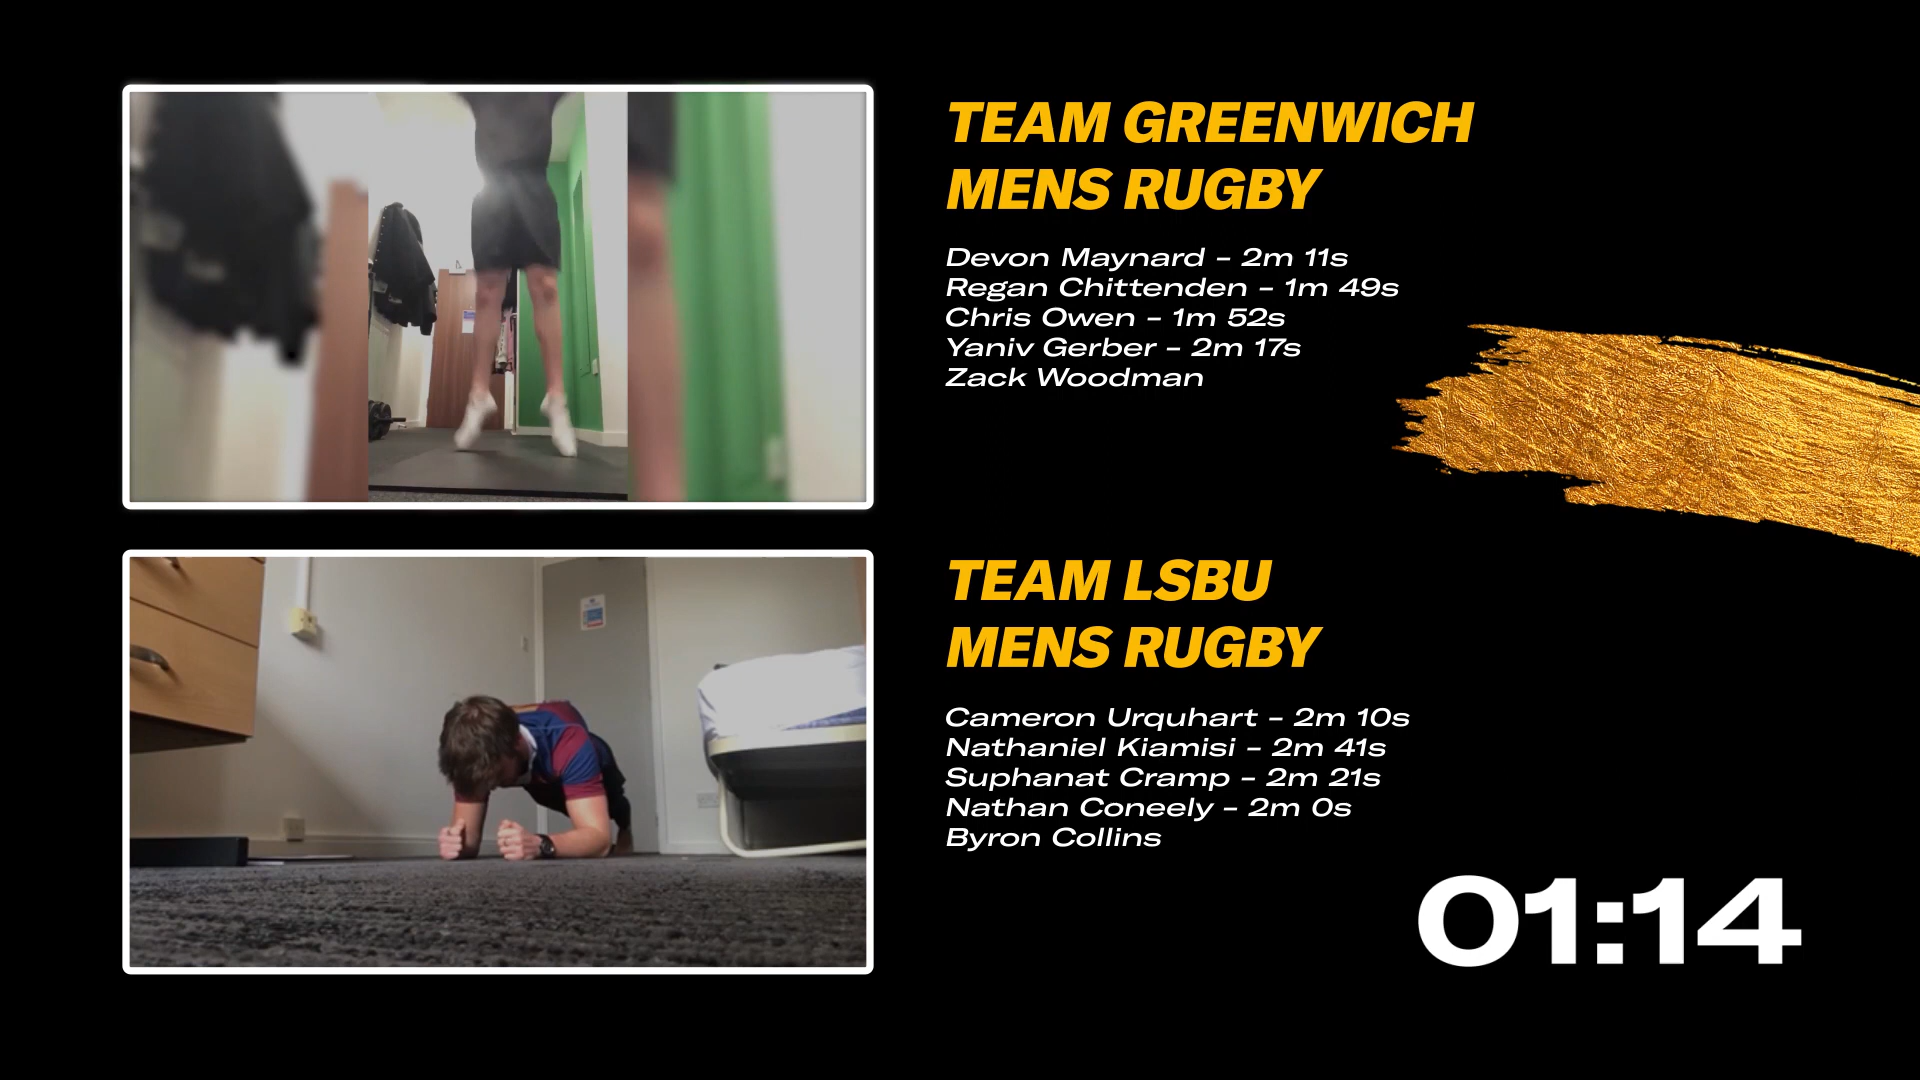 TEAM GREENWICH
MENS RUGBY
Devon Maynard – 2m 11s
Regan Chittenden – 1m 49s
Chris Owen – 1m 52s
Yaniv Gerber – 2m 17s
Zack Woodman
TEAM LSBU
MENS RUGBY
Cameron Urquhart – 2m 10s
Nathaniel Kiamisi – 2m 41s
Suphanat Cramp – 2m 21s
Nathan Coneely – 2m 0s
Byron Collins
01:14